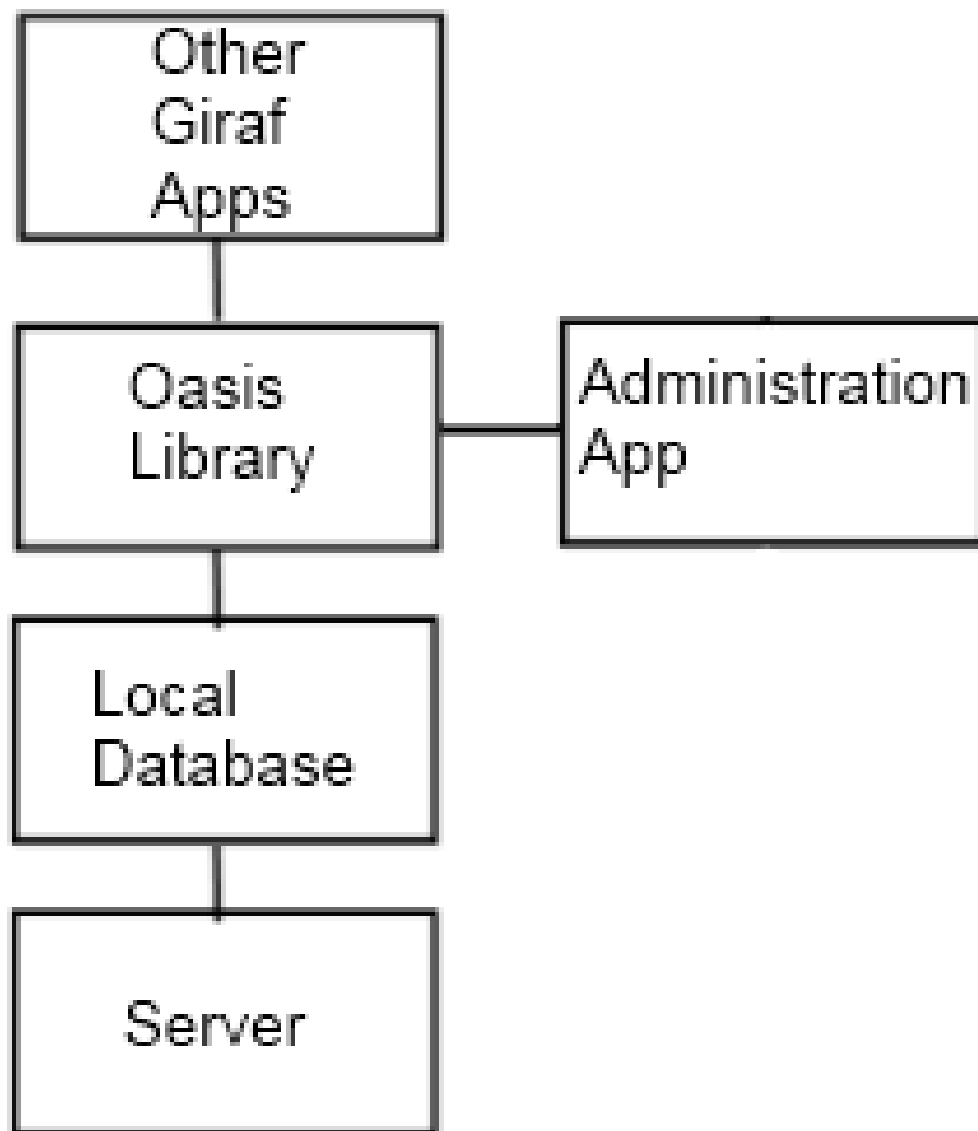 Other
Giraf
Apps
Oasis
Library
Administration
App
Local
Database
Server